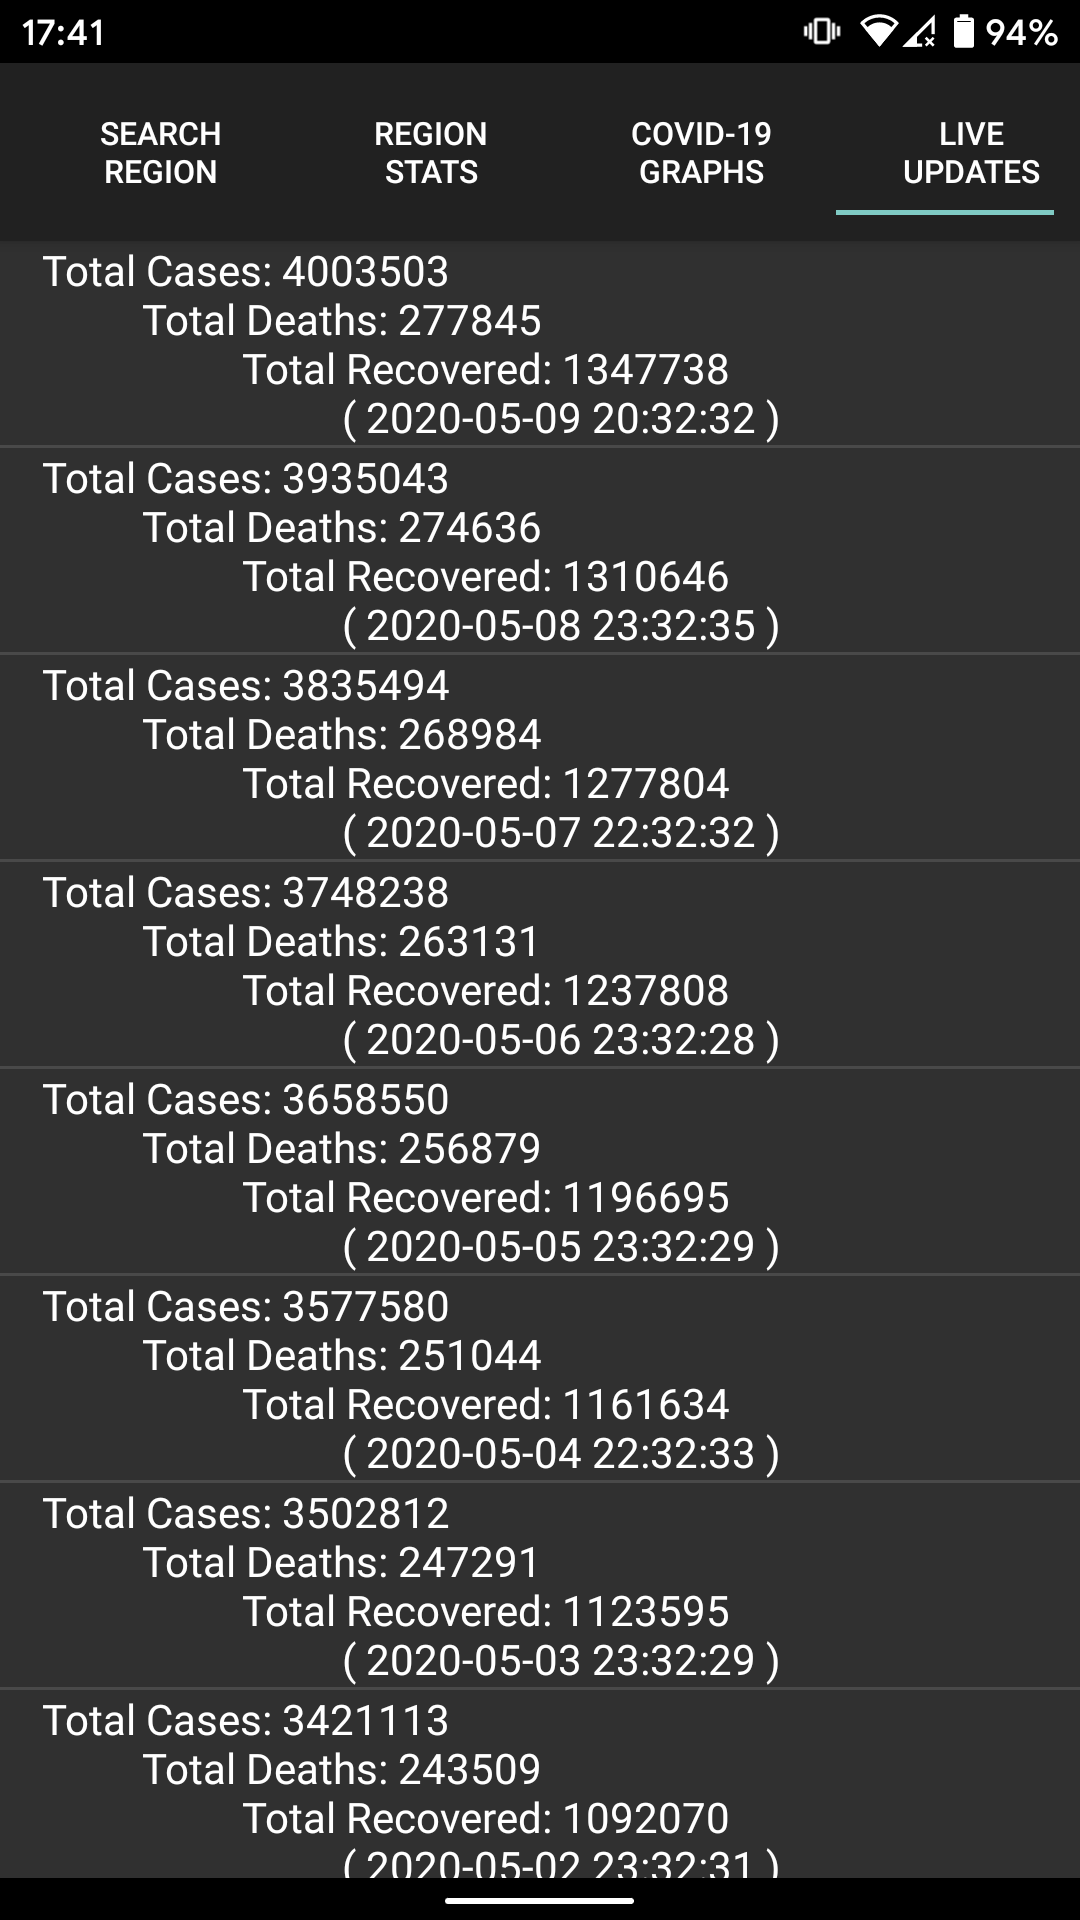 17:41
94%
SEARCH
REGION
REGION
STATS
COVID-19
GRAPHS
LIVE
UPDATES
Total Cases: 4003503
Total Deaths: 277845
Total Recovered: 1347738
( 2020-05-09 20:32:32 )
Total Cases: 3935043
Total Deaths: 274636
Total Recovered: 1310646
( 2020-05-08 23:32:35 )
Total Cases: 3835494
Total Deaths: 268984
Total Recovered: 1277804
( 2020-05-07 22:32:32 )
Total Cases: 3748238
Total Deaths: 263131
Total Recovered: 1237808
( 2020-05-06 23:32:28 )
Total Cases: 3658550
Total Deaths: 256879
Total Recovered: 1196695
( 2020-05-05 23:32:29 )
Total Cases: 3577580
Total Deaths: 251044
Total Recovered: 1161634
( 2020-05-04 22:32:33 )
Total Cases: 3502812
Total Deaths: 247291
Total Recovered: 1123595
( 2020-05-03 23:32:29 )
Total Cases: 3421113
Total Deaths: 243509
Total Recovered: 1092070
( 2020-05-02 23:32:31 )